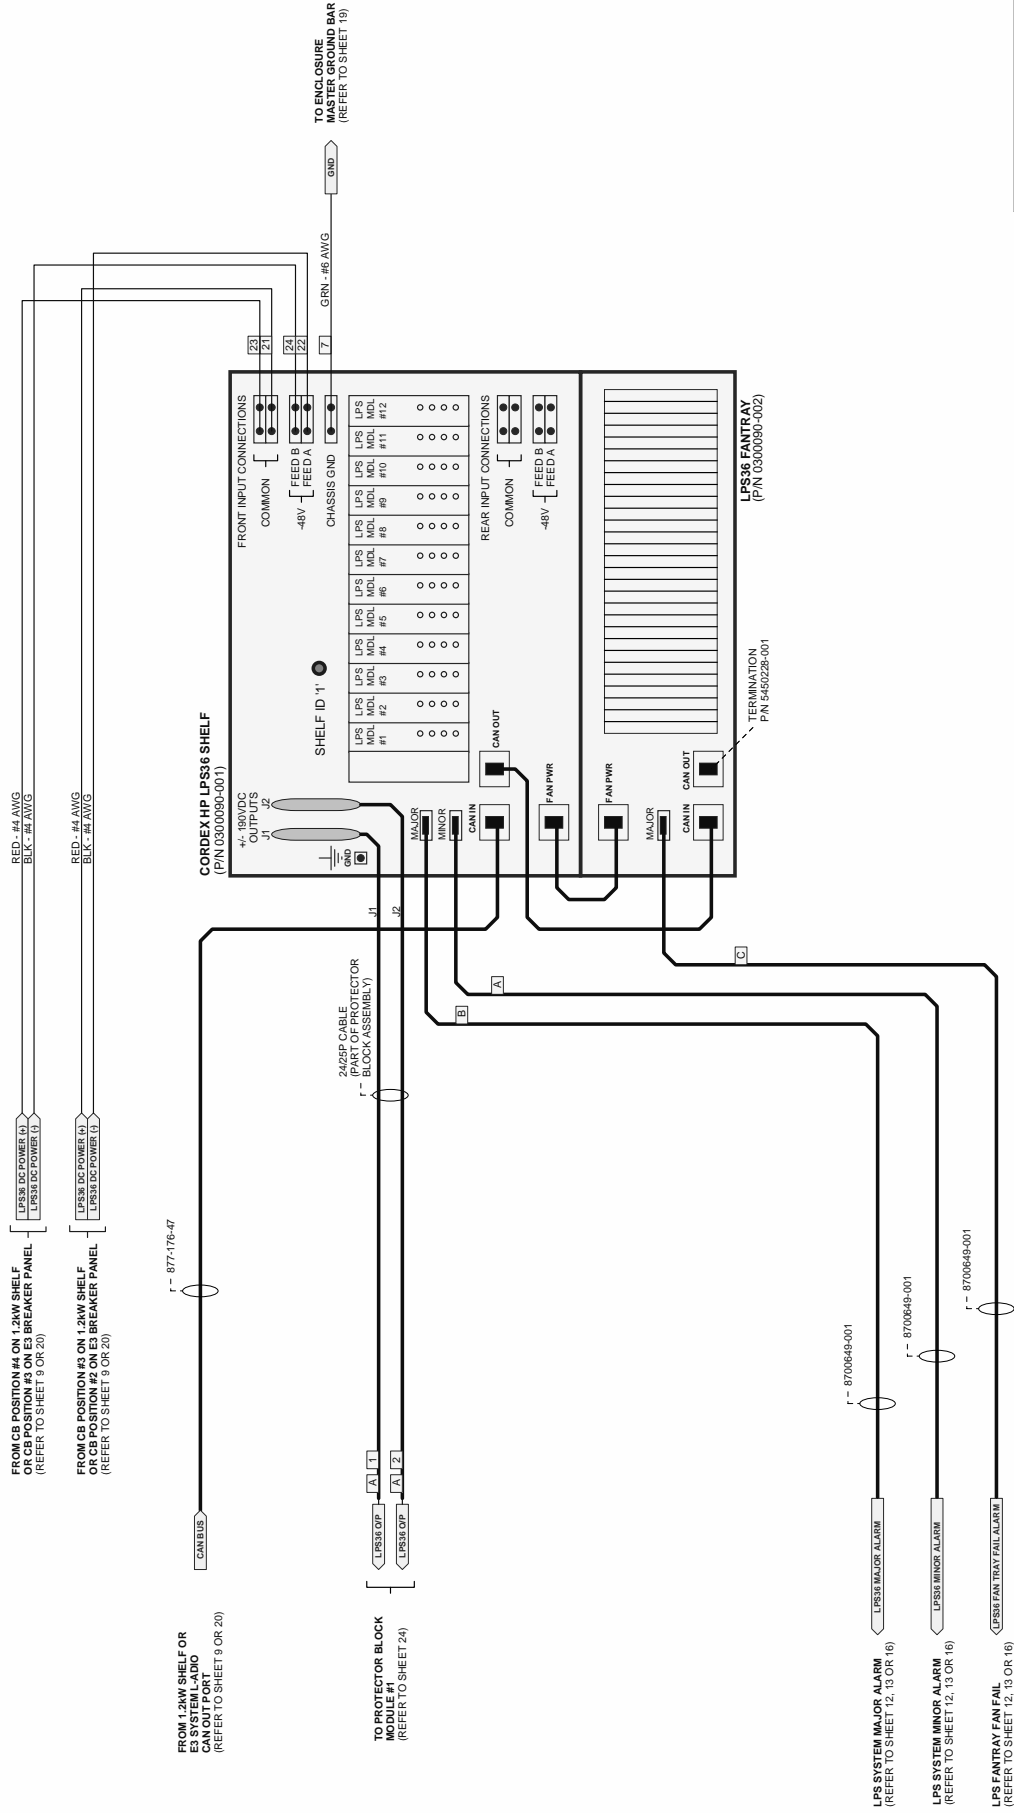 FROM CB POSITION #4 ON 1.2kW SHELF
OR CB POSITION #3 ON E3 BREAKER PANEL
(REFER TO SHEET 9 OR 20)
LPS36 DC POWER (+)
LPS36 DC POWER (-)
RED - #4 AWG
BLK - #4 AWG
FROM CB POSITION #3 ON 1.2kW SHELF
OR CB POSITION #2 ON E3 BREAKER PANEL
(REFER TO SHEET 9 OR 20)
LPS36 DC POWER (+)
LPS36 DC POWER (-)
RED - #4 AWG
BLK - #4 AWG
FROM 1.2kW SHELF OR
E3 SYSTEM L-ADIO
CAN OUT PORT
(REFER TO SHEET 9 OR 20)
CAN BUS
877-176-47
TO PROTECTOR BLOCK
MODULE #1
(REFER TO SHEET 24)
LPS36 O/P
LPS36 O/P
A
1
A
2
24/25P CABLE
(PART OF PROTECTOR
BLOCK ASSEMBLY)
J1
J2
CORDEX HP LPS36 SHELF
(P/N 0300090-001)
+/- 190VDC
OUTPUTS
J1
J2
GND
SHELF ID '1'
FRONT INPUT CONNECTIONS
COMMON
-48V
FEED B
FEED A
CHASSIS GND
23
21
24
22
7
GRN - #6 AWG
GND
TO ENCLOSURE
MASTER GROUND BAR
(REFER TO SHEET 19)
LPS MDL #1
LPS MDL #2
LPS MDL #3
LPS MDL #4
LPS MDL #5
LPS MDL #6
LPS MDL #7
LPS MDL #8
LPS MDL #9
LPS MDL #10
LPS MDL #11
LPS MDL #12
MAJOR
MINOR
CAN IN
CAN OUT
REAR INPUT CONNECTIONS
COMMON
-48V
FEED B
FEED A
FAN PWR
FAN PWR
MAJOR
CAN IN
CAN OUT
LPS36 FANTRAY
(P/N 0300090-002)
TERMINATION
P/N 5450228-001
B
A
C
LPS SYSTEM MAJOR ALARM
(REFER TO SHEET 12, 13 OR 16)
LPS36 MAJOR ALARM
8700649-001
LPS SYSTEM MINOR ALARM
(REFER TO SHEET 12, 13 OR 16)
LPS36 MINOR ALARM
8700649-001
LPS FANTRAY FAN FAIL
(REFER TO SHEET 12, 13 OR 16)
LPS36 FAN TRAY FAIL ALARM
8700649-001